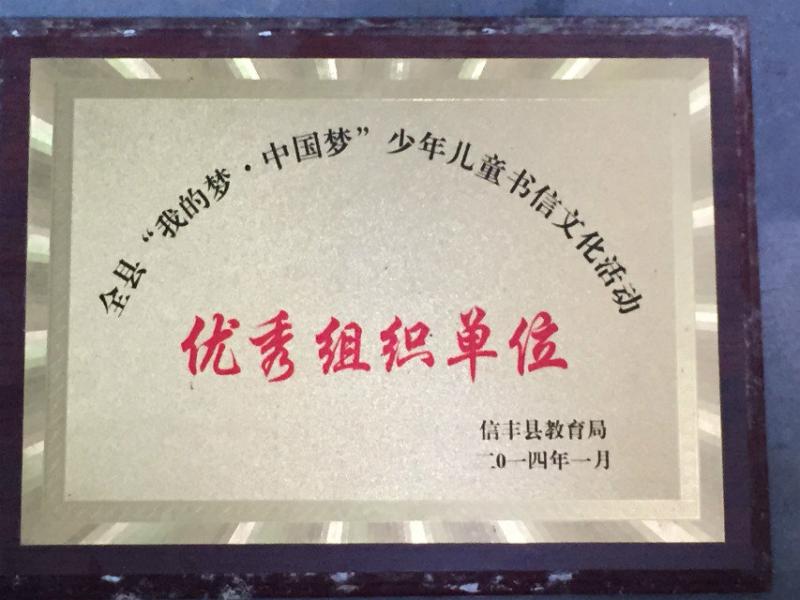 全县“我的梦·中国梦”少年儿童书信文化活动
优秀组织单位
信丰县教育局
二0一四年一月